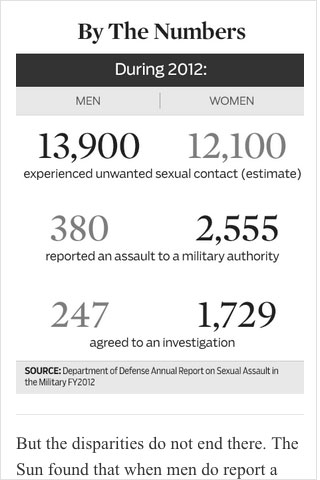 By The Numbers
During 2012:
MEN | WOMEN
13,900 12,100
experienced unwanted sexual contact (estimate)
380 2,555
reported an assault to a military authority
247 1,729
agreed to an investigation
SOURCE: Department of Defense Annual Report on Sexual Assault in
the Military FY2012
But the disparities do not end there. The
Sun found that when men do report a